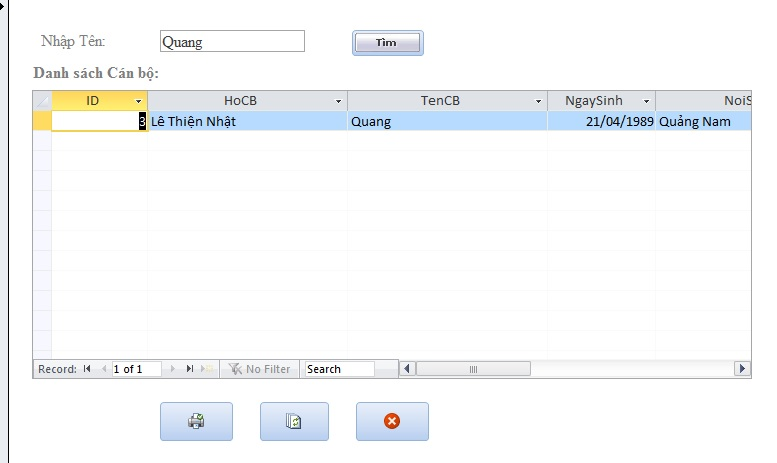 Nhập Tên: Quang Tìm
Danh sách Cán bộ:
ID HoCB TenCB NgaySinh NoiS
3 Lê Thiện Nhật Quang 21/04/1989 Quảng Nam
Record: 1 of 1 No Filter Search